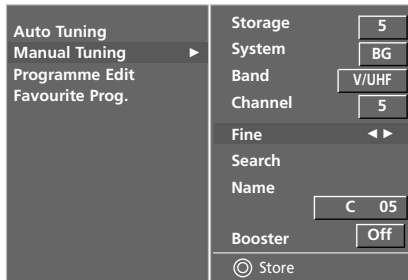 Auto Tuning
Manual Tuning ►
Programme Edit
Favourite Prog.
Storage 5
System BG
Band V/UHF
Channel 5
Fine ◄►
Search
Name
C 05
Booster Off
Store